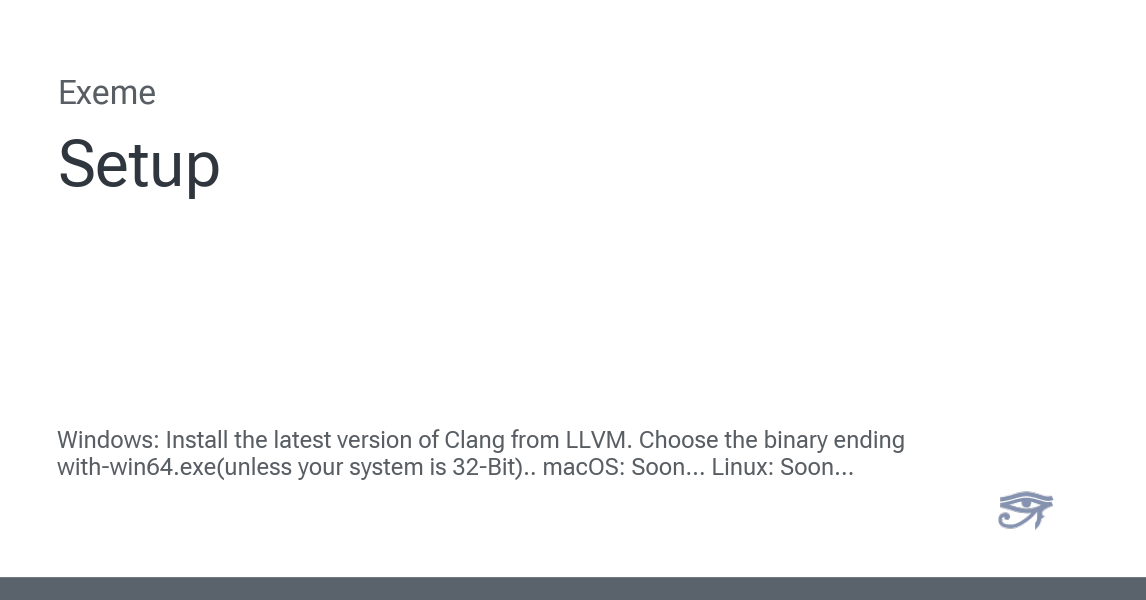 Exeme
Setup
Windows: Install the latest version of Clang from LLVM. Choose the binary ending
with-win64.exe(unless your system is 32-Bit).. macOS: Soon... Linux: Soon...